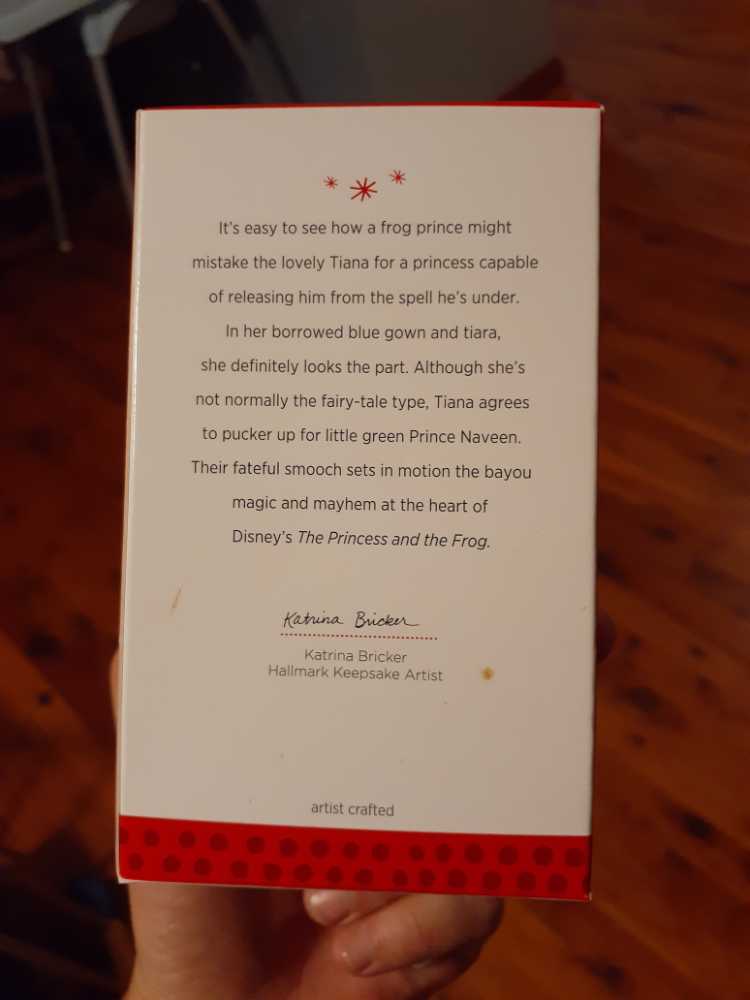 It's easy to see how a frog prince might
mistake the lovely Tiana for a princess capable
of releasing him from the spell he's under.
In her borrowed blue gown and tiara,
she definitely looks the part. Although she's
not normally the fairy-tale type, Tiana agrees
to pucker up for little green Prince Naveen.
Their fateful smooch sets in motion the bayou
magic and mayhem at the heart of
Disney's The Princess and the Frog.
Katrina Bricker
Katrina Bricker
Hallmark Keepsake Artist
artist crafted